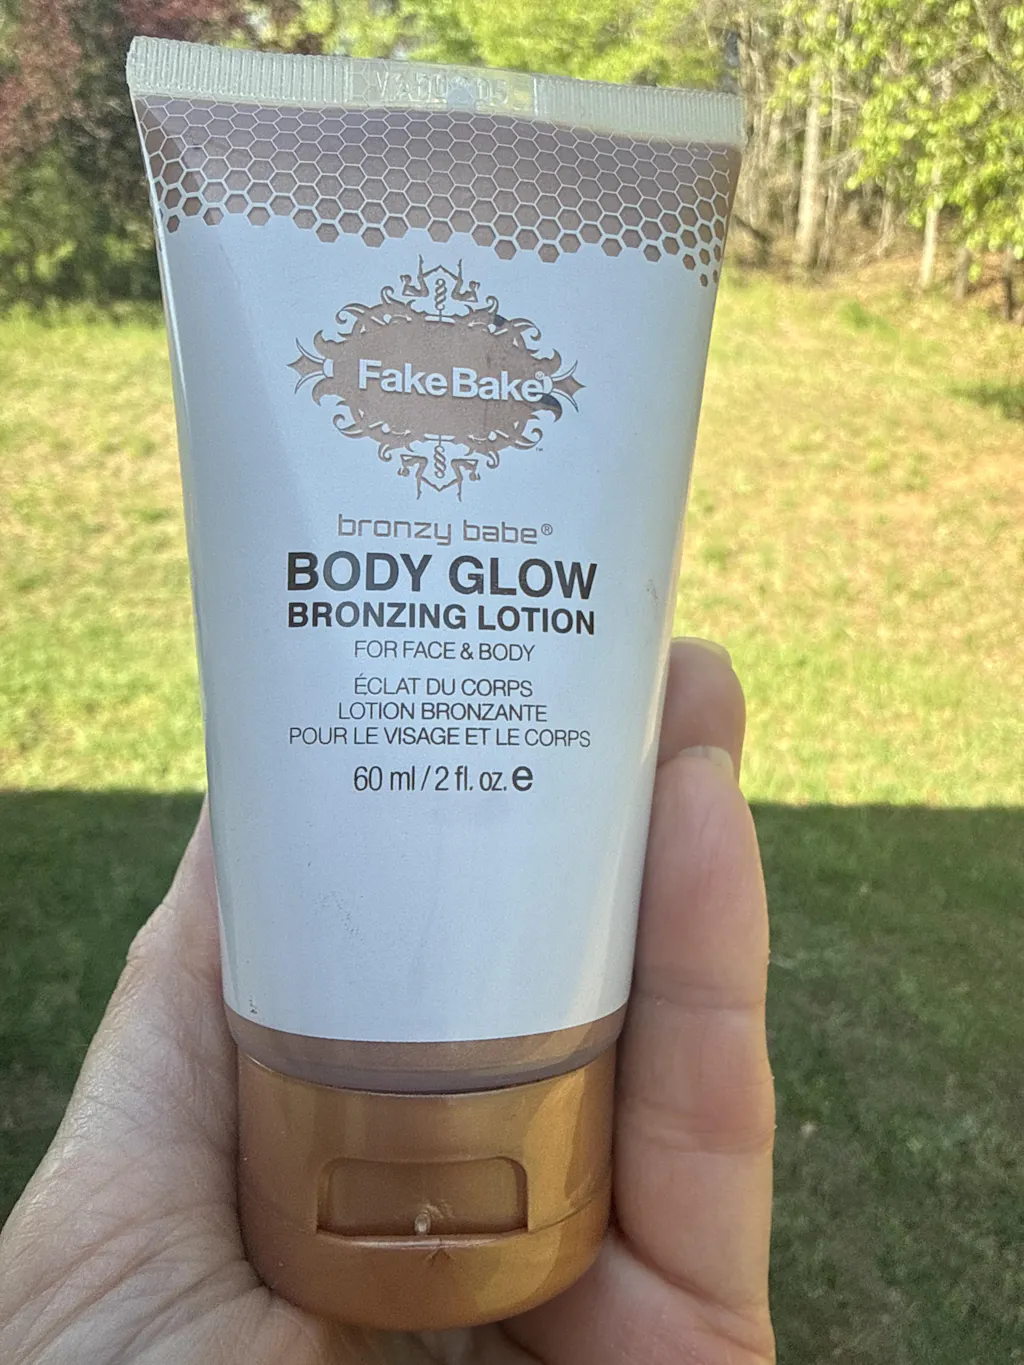 Fake Bake®
™
bronzy babe®
BODY GLOW
BRONZING LOTION
FOR FACE & BODY
ÉCLAT DU CORPS
LOTION BRONZANTE
POUR LE VISAGE ET LE CORPS
60 ml / 2 fl. oz. e